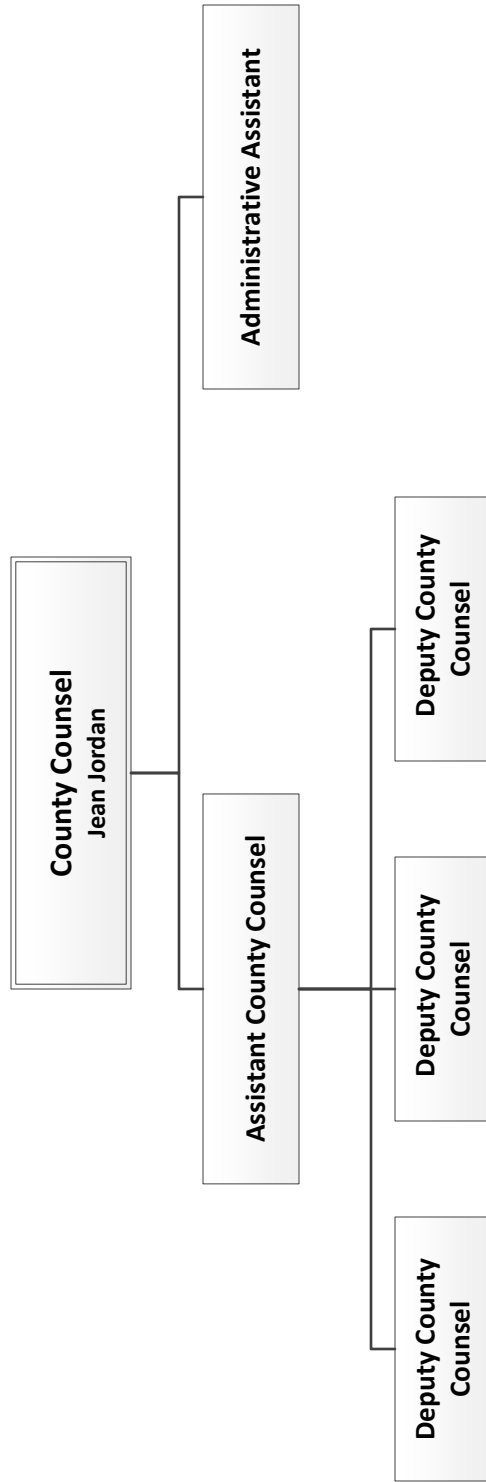 County Counsel
Jean Jordan
Assistant County Counsel
Administrative Assistant
Deputy County
Counsel
Deputy County
Counsel
Deputy County
Counsel